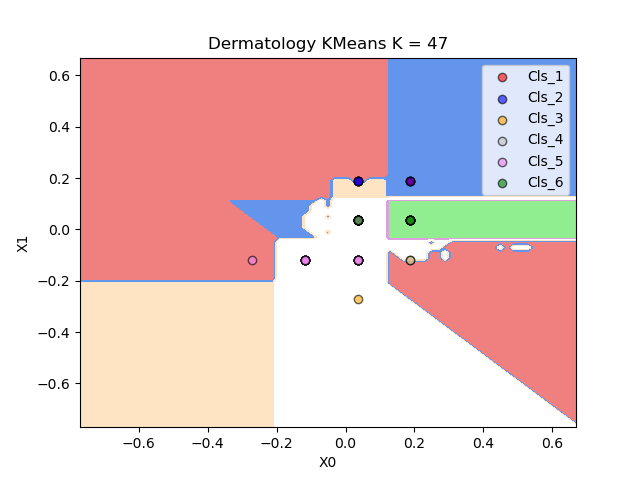 Dermatology KMeans K = 47
0.6
0.4
0.2
0.0
−0.2
−0.4
−0.6
X1
Cls_1
Cls_2
Cls_3
Cls_4
Cls_5
Cls_6
−0.6 −0.4 −0.2 0.0 0.2 0.4 0.6
X0